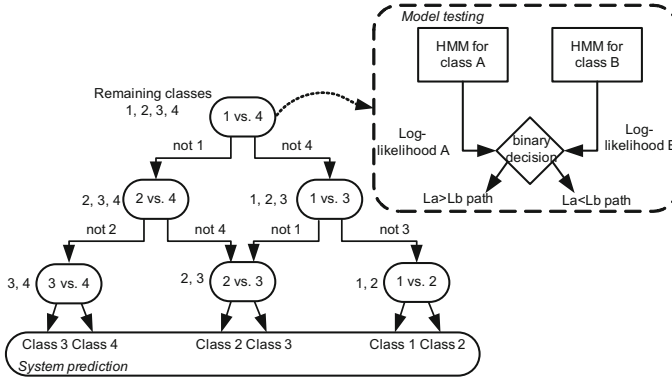 Model testing
HMM for
class A
HMM for
class B
Log-
likelihood A
binary
decision
Log-
likelihood B
La>Lb path
La<Lb path
Remaining classes
1, 2, 3, 4
1 vs. 4
not 1
not 4
2, 3, 4
2 vs. 4
1, 2, 3
1 vs. 3
not 2
not 4
not 1
not 3
3, 4
3 vs. 4
2, 3
2 vs. 3
1, 2
1 vs. 2
Class 3 Class 4
Class 2 Class 3
Class 1 Class 2
System prediction